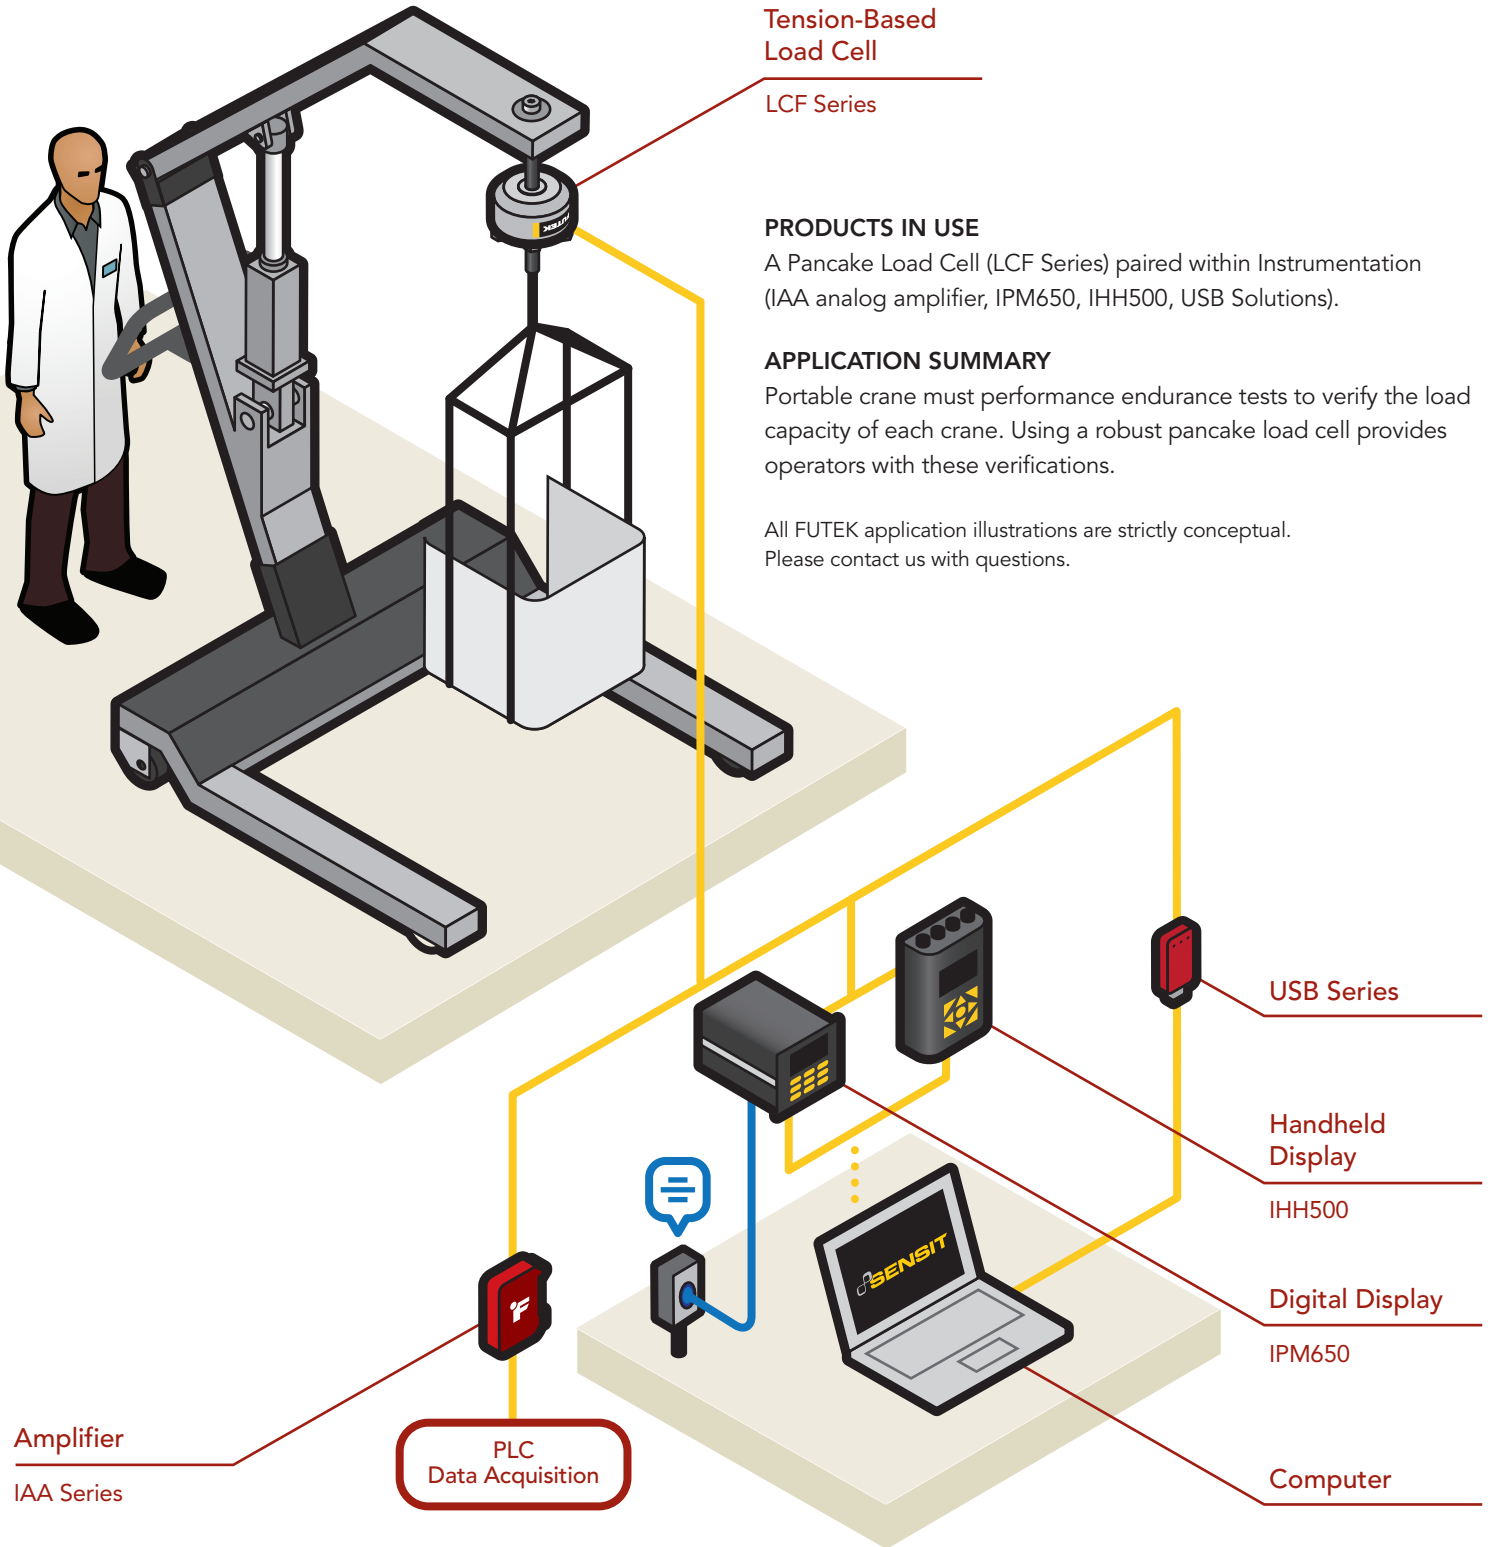 Tension-Based
Load Cell
LCF Series
FUTEK
PRODUCTS IN USE
A Pancake Load Cell (LCF Series) paired within Instrumentation
(IAA analog amplifier, IPM650, IHH500, USB Solutions).
APPLICATION SUMMARY
Portable crane must performance endurance tests to verify the load
capacity of each crane. Using a robust pancake load cell provides
operators with these verifications.
All FUTEK application illustrations are strictly conceptual.
Please contact us with questions.
USB Series
Handheld
Display
IHH500
SENSIT
Digital Display
IPM650
F
Amplifier
IAA Series
PLC
Data Acquisition
Computer